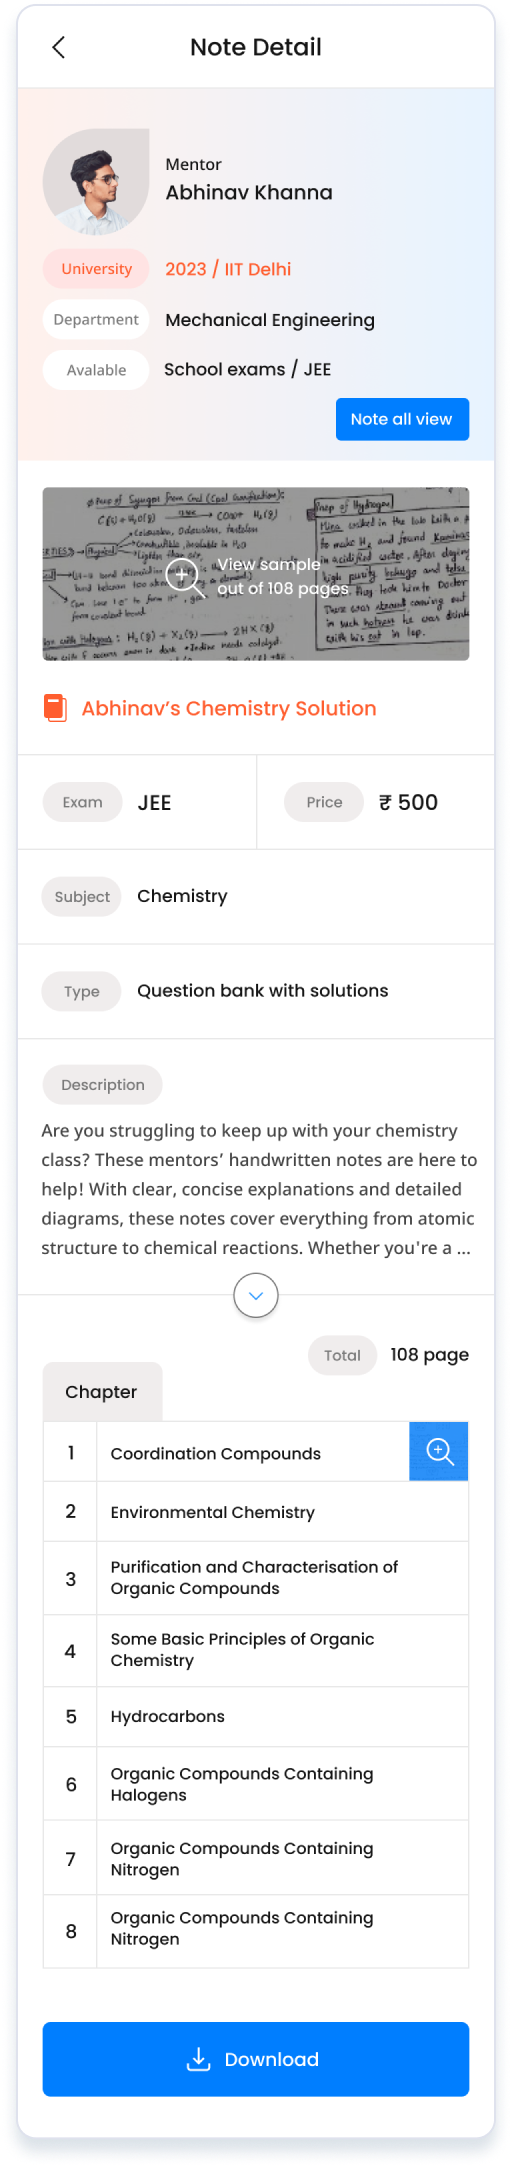 Note Detail
Mentor
Abhinav Khanna
University 2023 / IIT Delhi
Department Mechanical Engineering
Avalable School exams / JEE
Note all view
View sample
out of 108 pages
Abhinav’s Chemistry Solution
Exam JEE Price ₹ 500
Subject Chemistry
Type Question bank with solutions
Description
Are you struggling to keep up with your chemistry
class? These mentors’ handwritten notes are here to
help! With clear, concise explanations and detailed
diagrams, these notes cover everything from atomic
structure to chemical reactions. Whether you're a ...
Total 108 page
Chapter
1 Coordination Compounds
2 Environmental Chemistry
3 Purification and Characterisation of
Organic Compounds
4 Some Basic Principles of Organic
Chemistry
5 Hydrocarbons
6 Organic Compounds Containing
Halogens
7 Organic Compounds Containing
Nitrogen
8 Organic Compounds Containing
Nitrogen
Download